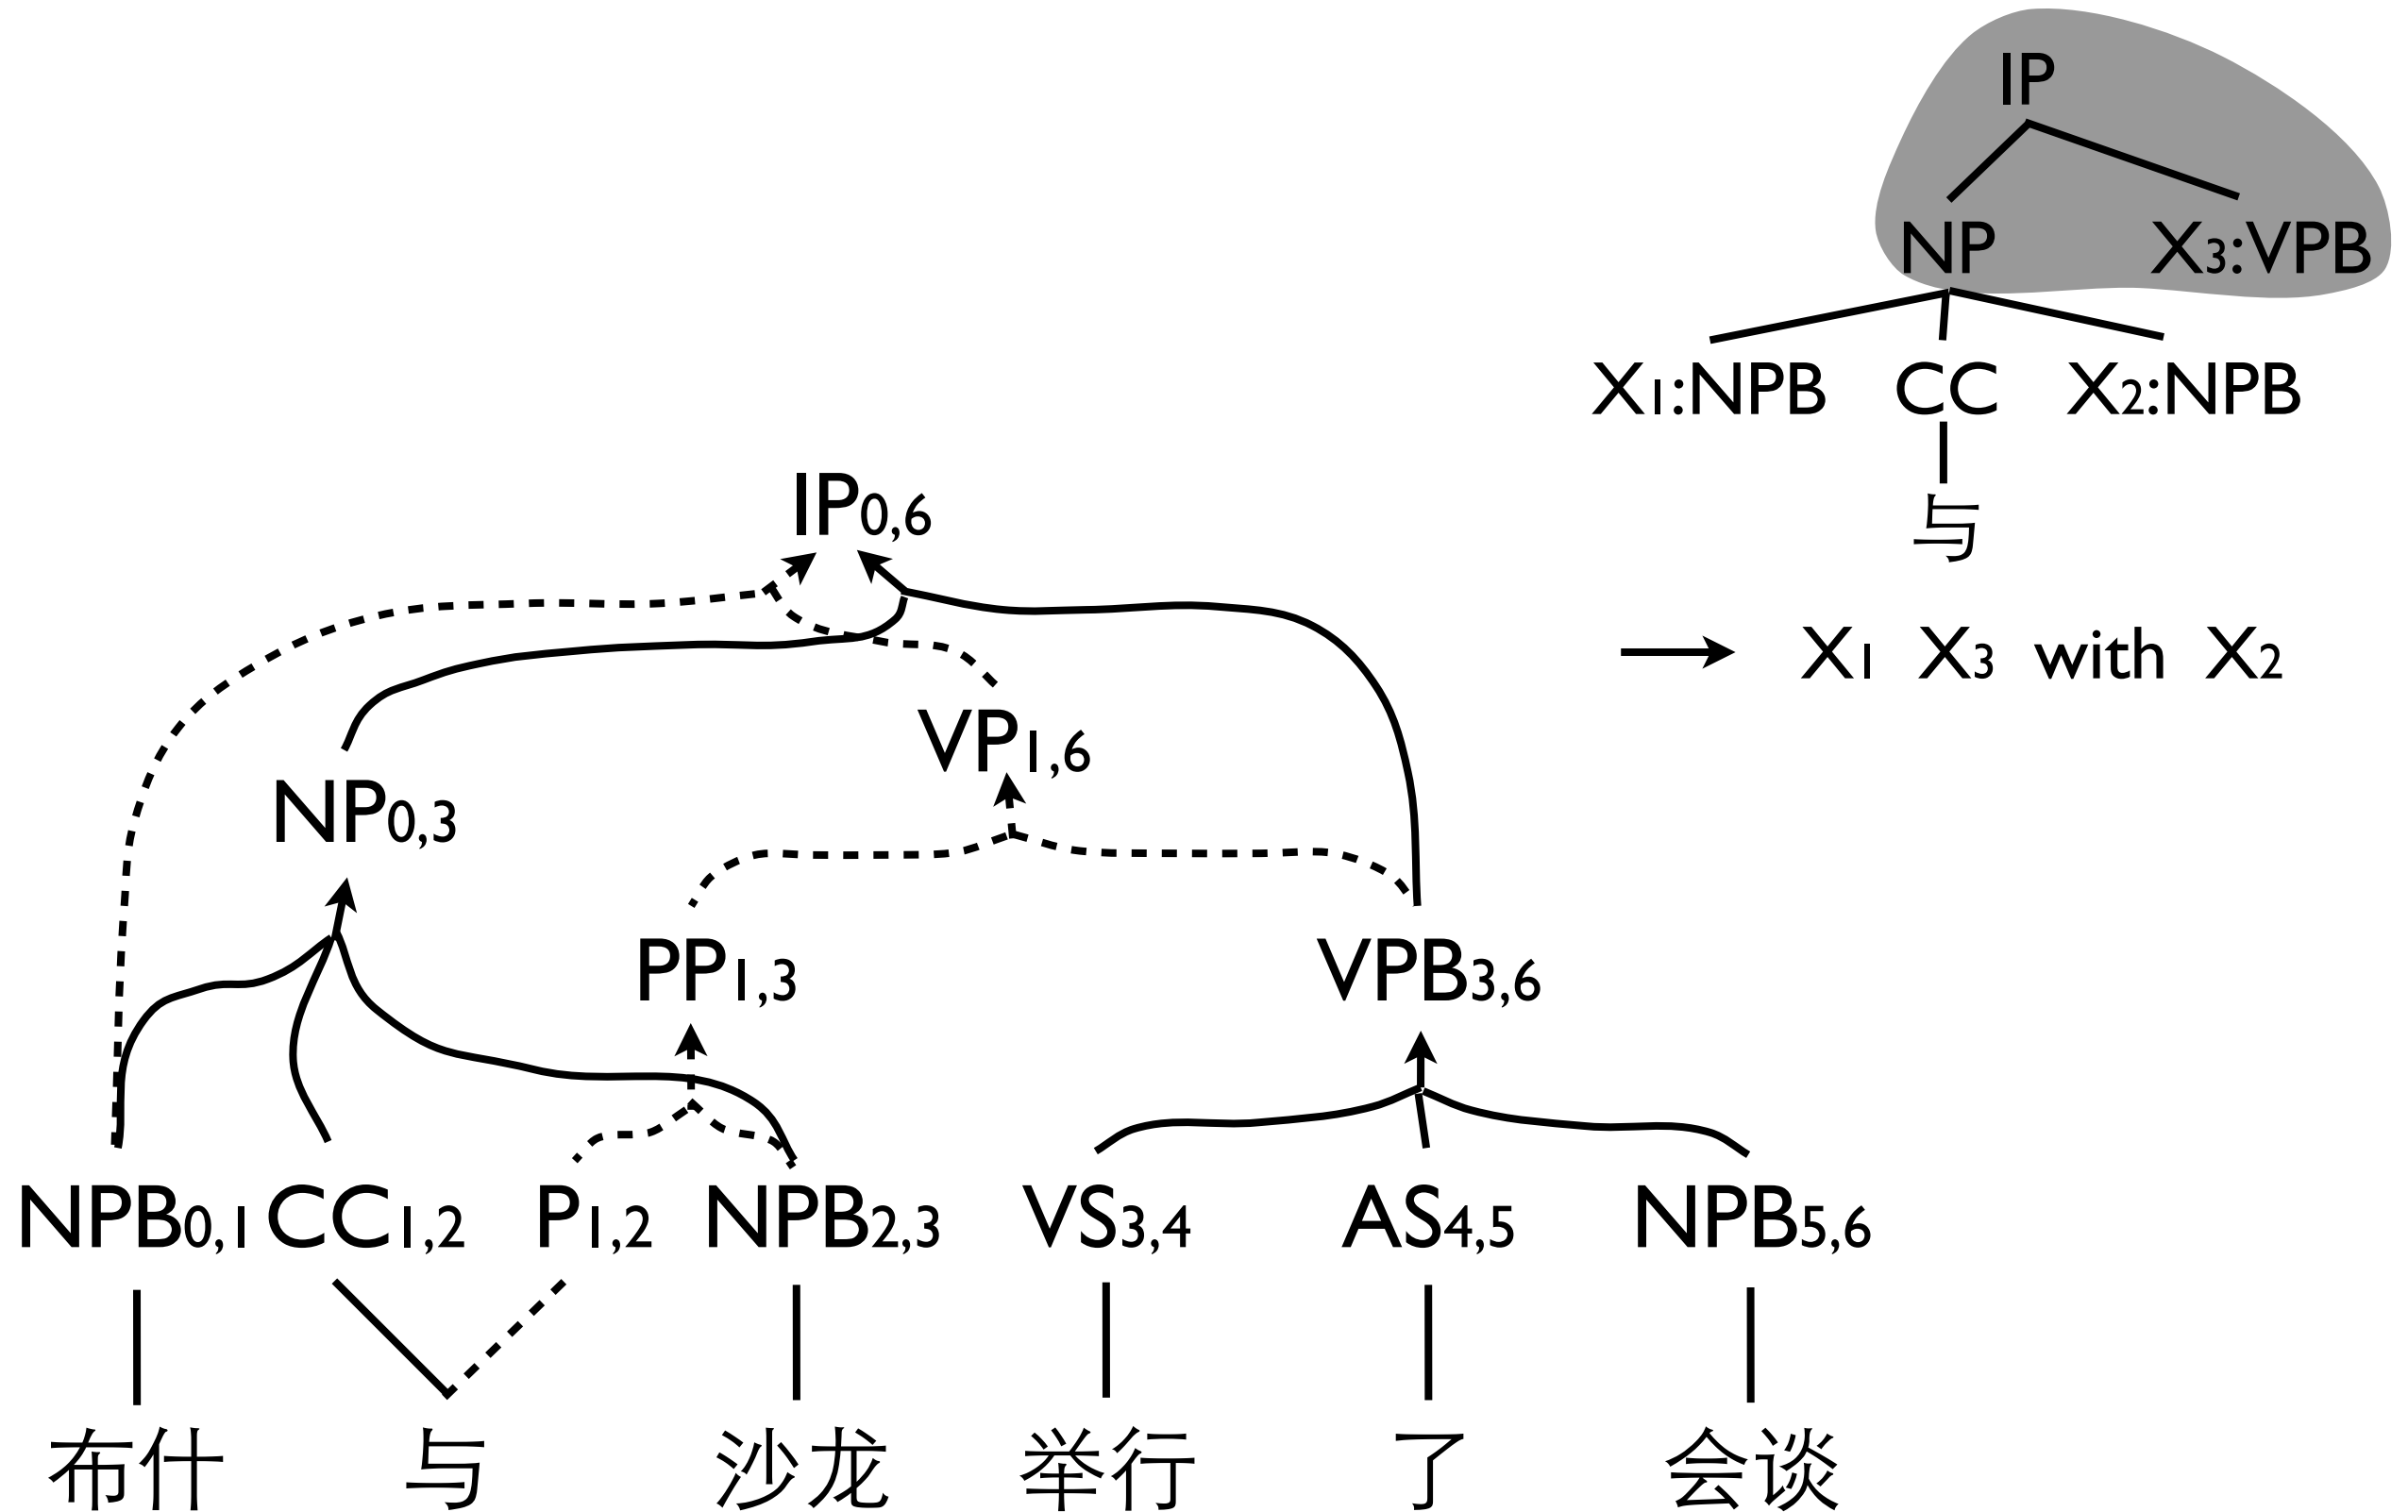 IP
NP X3:VPB
X1:NPB CC X2:NPB
与
X1 X3 with X2
IP0,6
VP1,6
NP0,3
PP1,3 VPB3,6
NPB0,1 CC1,2 P1,2 NPB2,3 VS3,4 AS4,5 NPB5,6
布什 与 沙龙 举行 了 会谈